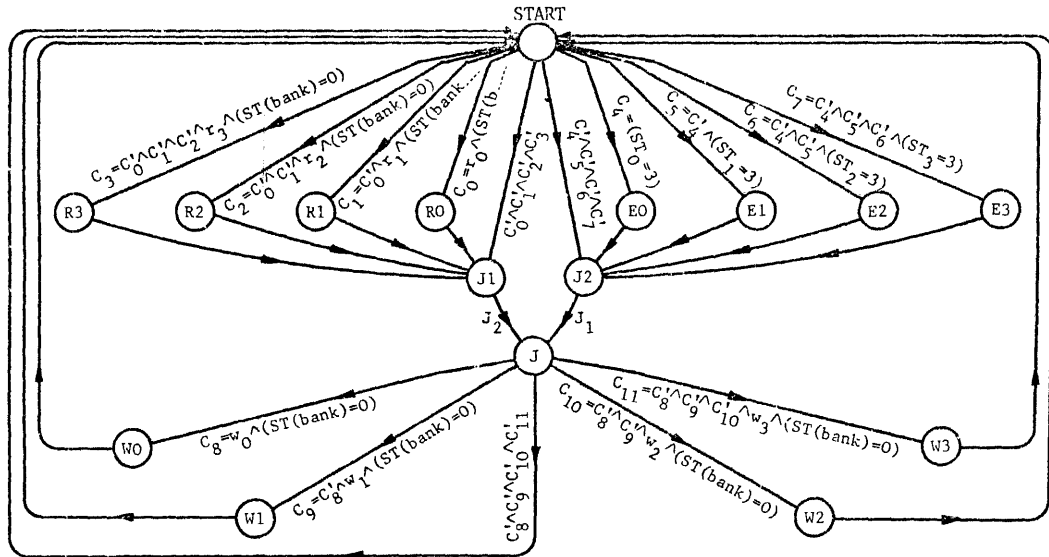 START
C₃=C'₀^C'₁^C'₂^r₃^(ST(bank)=0)
C₂=C'₀^C'₁^r₂^(ST(bank)=0)
C₁=C'₀^r₁^(ST(bank
C₀=r₀^(ST(b
C'₀^C'₁^C'₂^C'₃
C'₄^C'₅^C'₆^C'₇
C₄=(ST₀=3)
C₅=C'₄^(ST₁=3)
C₆=C'₄^C'₅^(ST₂=3)
C₇=C'₄^C'₅^C'₆^(ST₃=3)
R3
R2
R1
R0
E0
E1
E2
E3
J1
J2
J₂
J₁
J
C₈=w₀^(ST(bank)=0)
C₉=C'₈^w₁^(ST(bank)=0)
C'₈^C'₉^C'₁₀^C'₁₁
C₁₀=C'₈^C'₉^w₂^(ST(bank)=0)
C₁₁=C'₈^C'₉^C'₁₀^w₃^(ST(bank)=0)
W0
W3
W1
W2